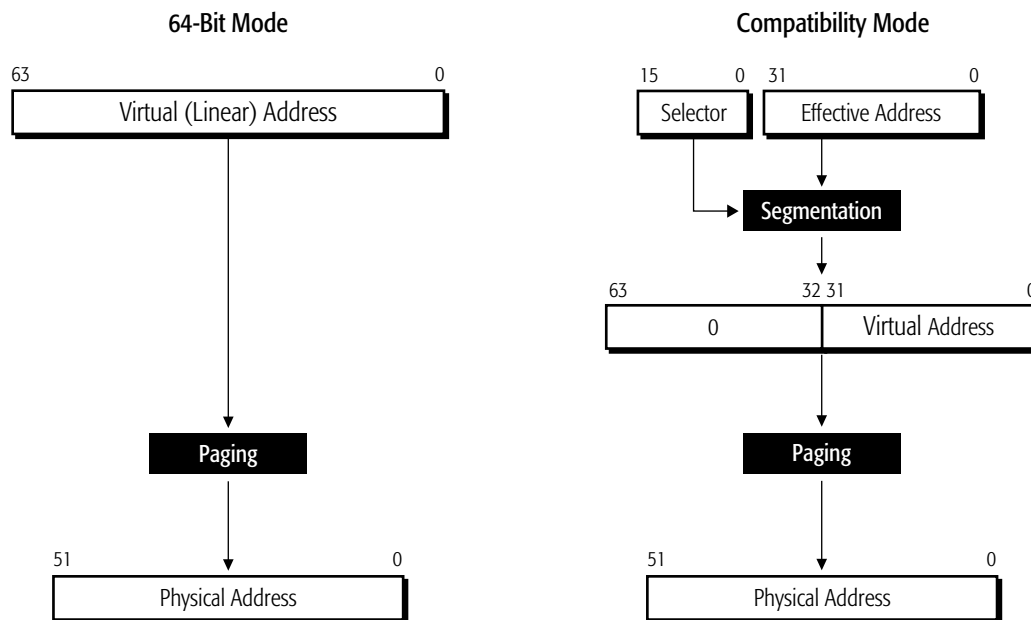 64-Bit Mode
63 0
Virtual (Linear) Address
Paging
51 0
Physical Address
Compatibility Mode
15 0 31 0
Selector Effective Address
Segmentation
63 32 31 0
0 Virtual Address
Paging
51 0
Physical Address